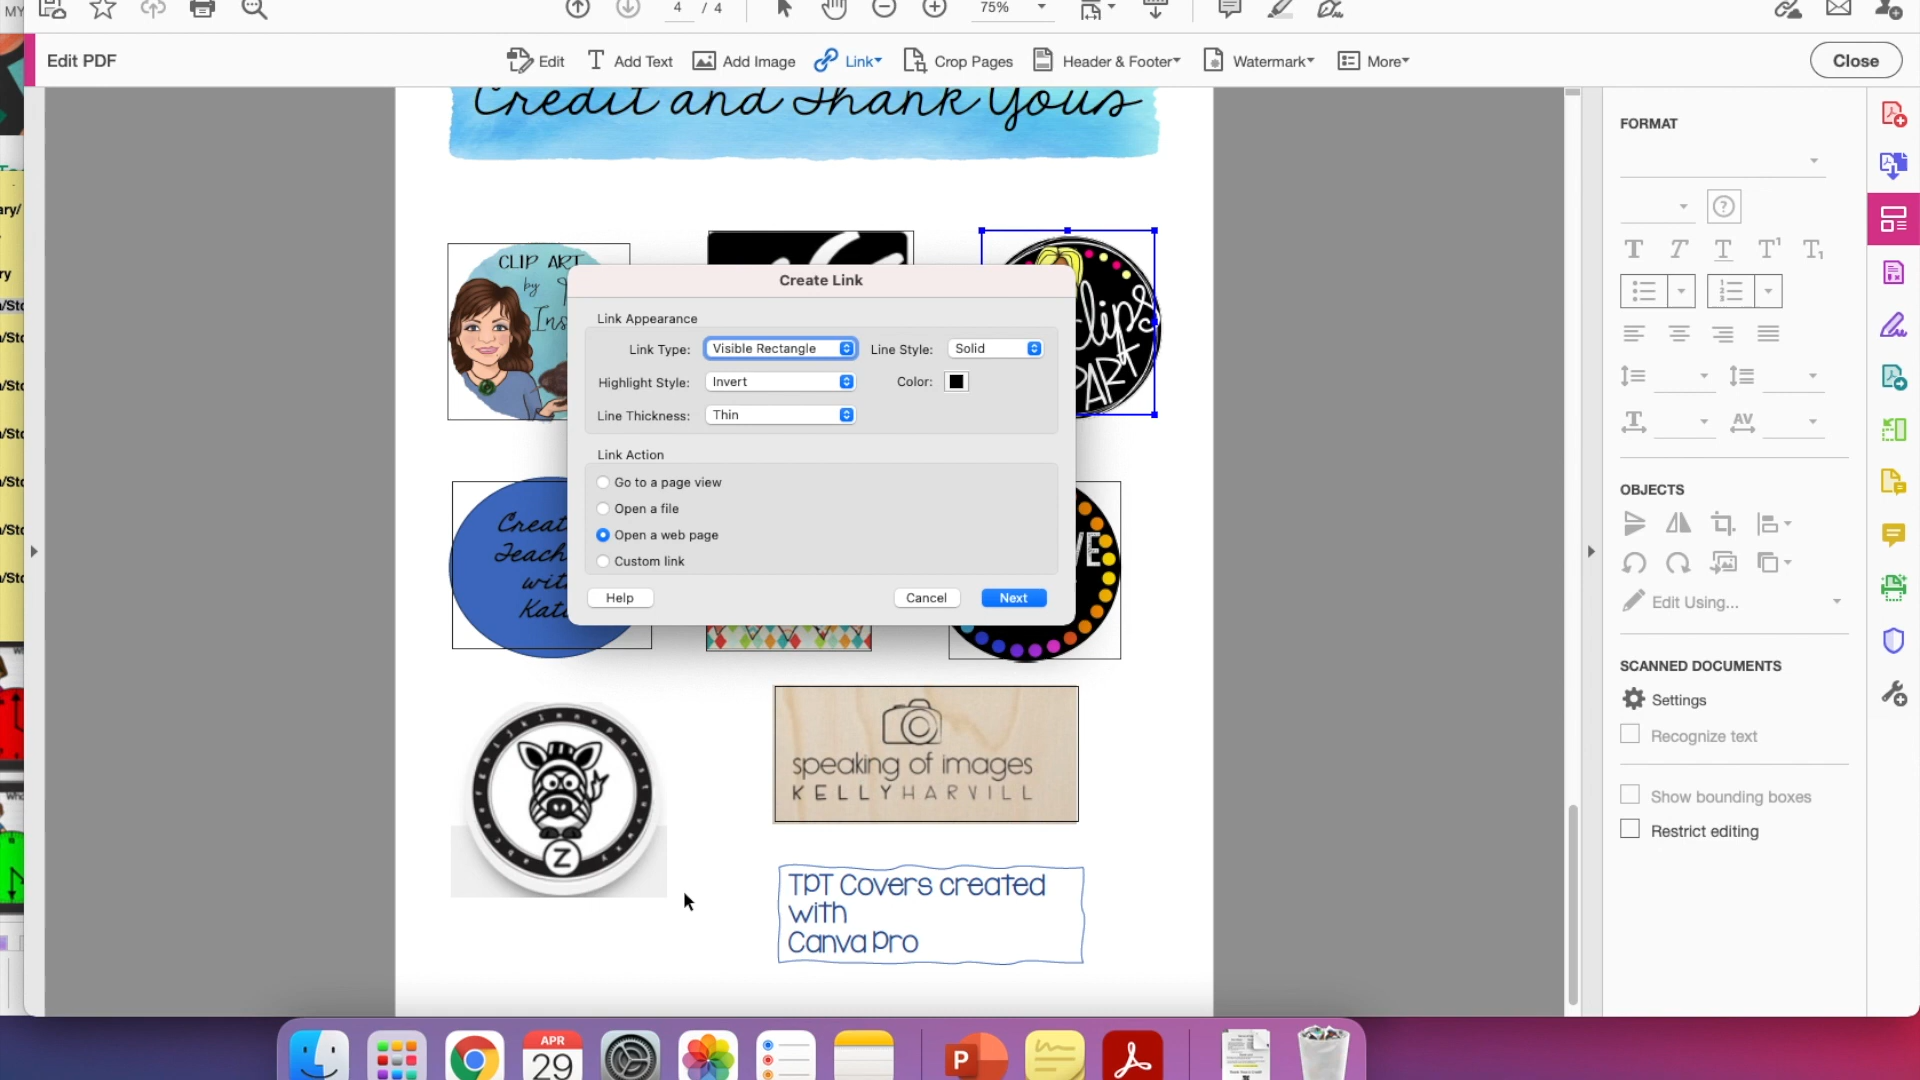 MY
4 / 4
75%
Edit PDF
Edit
Add Text
Add Image
Link
Crop Pages
Header & Footer
Watermark
More
Close
Credit and Thank Yous
FORMAT
CLIP ART
by
Ins
Clips
ART
Create Link
Link Appearance
Link Type: Visible Rectangle
Line Style: Solid
Highlight Style: Invert
Color:
Line Thickness: Thin
Link Action
Go to a page view
Open a file
Open a web page
Custom link
Help
Cancel
Next
Creat
Teach
wit
Kat
VE
OBJECTS
Edit Using...
SCANNED DOCUMENTS
Settings
Recognize text
Show bounding boxes
Restrict editing
Z
speaking of images
KELLY HARVILL
TPT Covers created
with
Canva Pro
APR
29
P